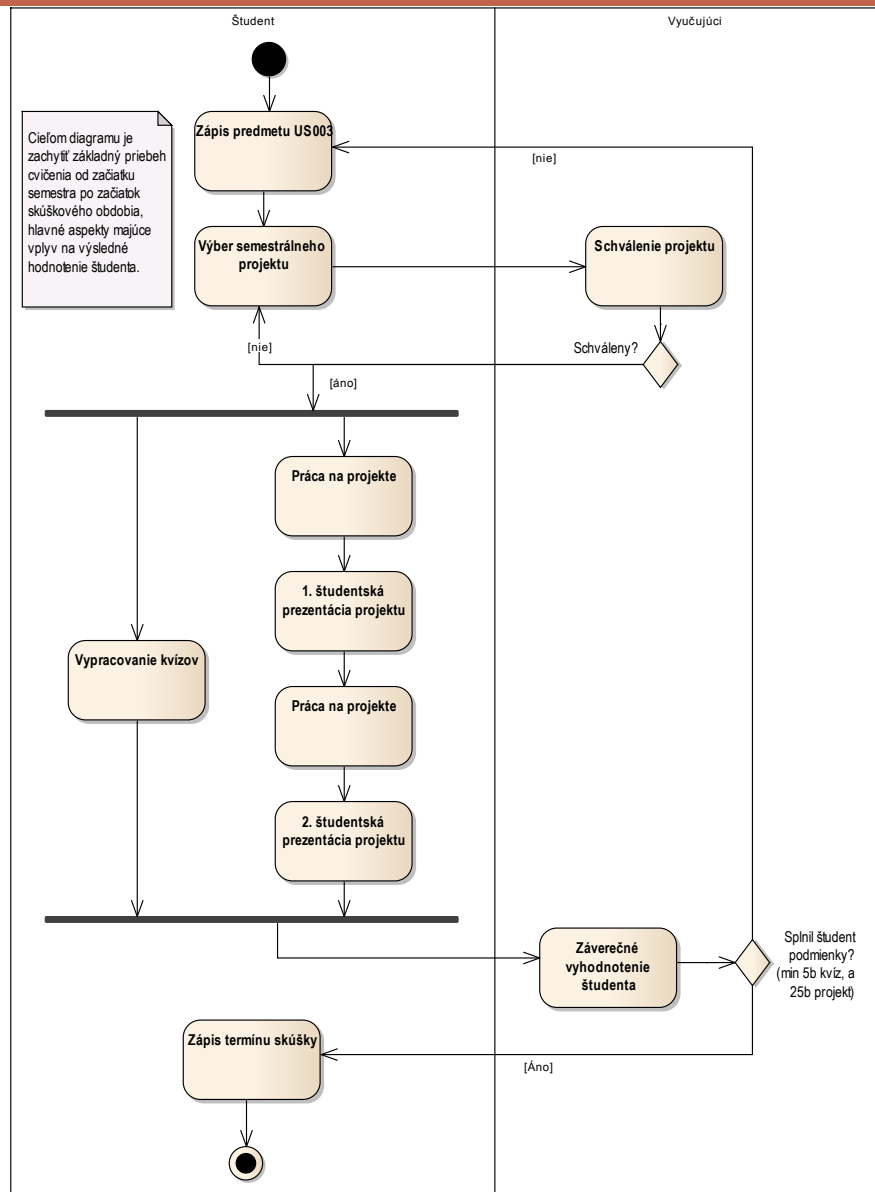 Študent
Vyučujúci
Zápis predmetu US003
Cieľom diagramu je
zachytiť základný priebeh
cvičenia od začiatku
semestra po začiatok
skúškového obdobia,
hlavné aspekty majúce
vplyv na výsledné
hodnotenie študenta.
[nie]
Výber semestrálneho
projektu
Schválenie projektu
[nie]
Schváleny?
[áno]
Práca na projekte
1. študentská
prezentácia projektu
Vypracovanie kvízov
Práca na projekte
2. študentská
prezentácia projektu
Záverečné
vyhodnotenie
študenta
Splnil študent
podmienky?
(min 5b kvíz, a
25b projekt)
Zápis termínu skúšky
[Áno]